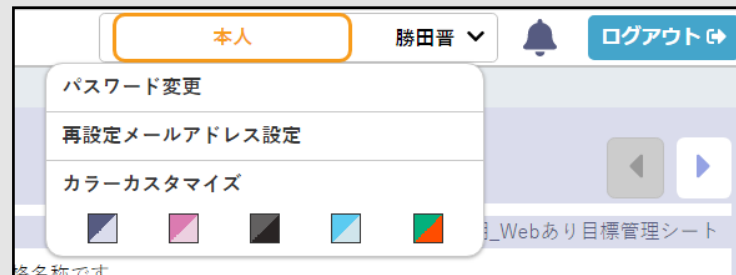 本人 勝田晋 ログアウト
パスワード変更
再設定メールアドレス設定
カラーカスタマイズ
_Webあり目標管理シート
格名称です